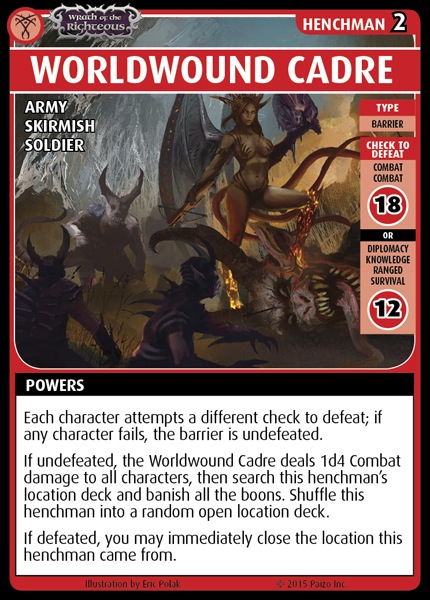 Wrath of the
Righteous
HENCHMAN 2
WORLDWOUND CADRE
ARMY
SKIRMISH
SOLDIER
TYPE
BARRIER
CHECK TO
DEFEAT
COMBAT
COMBAT
18
OR
DIPLOMACY
KNOWLEDGE
RANGED
SURVIVAL
12
POWERS
Each character attempts a different check to defeat; if
any character fails, the barrier is undefeated.
If undefeated, the Worldwound Cadre deals 1d4 Combat
damage to all characters, then search this henchman’s
location deck and banish all the boons. Shuffle this
henchman into a random open location deck.
If defeated, you may immediately close the location this
henchman came from.
Illustration by Eric Polak
© 2015 Paizo Inc.